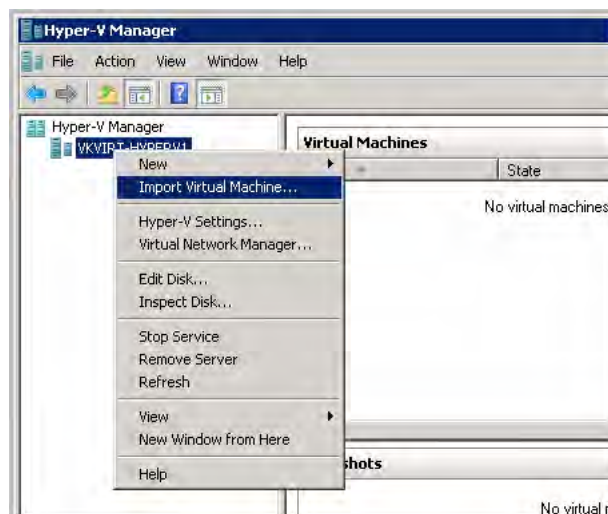 Hyper-V Manager
File Action View Window Help
Hyper-V Manager
VKVIRT-HYPERV1
New
Import Virtual Machine...
Hyper-V Settings...
Virtual Network Manager...
Edit Disk...
Inspect Disk...
Stop Service
Remove Server
Refresh
View
New Window from Here
Help
Virtual Machines
State
No virtual machines
shots
No virtual